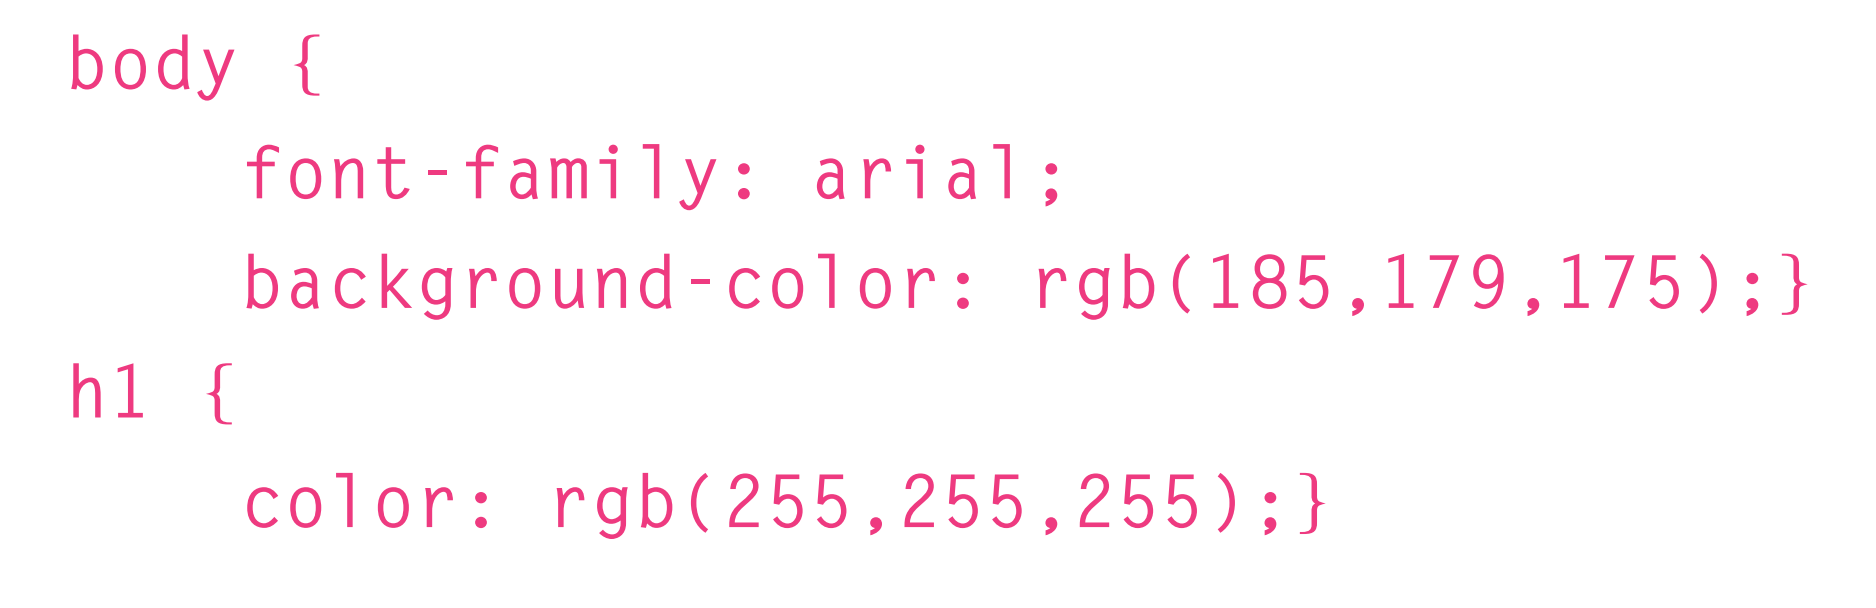 body {
    font-family: arial;
    background-color: rgb(185,179,175);}
h1 {
    color: rgb(255,255,255);}